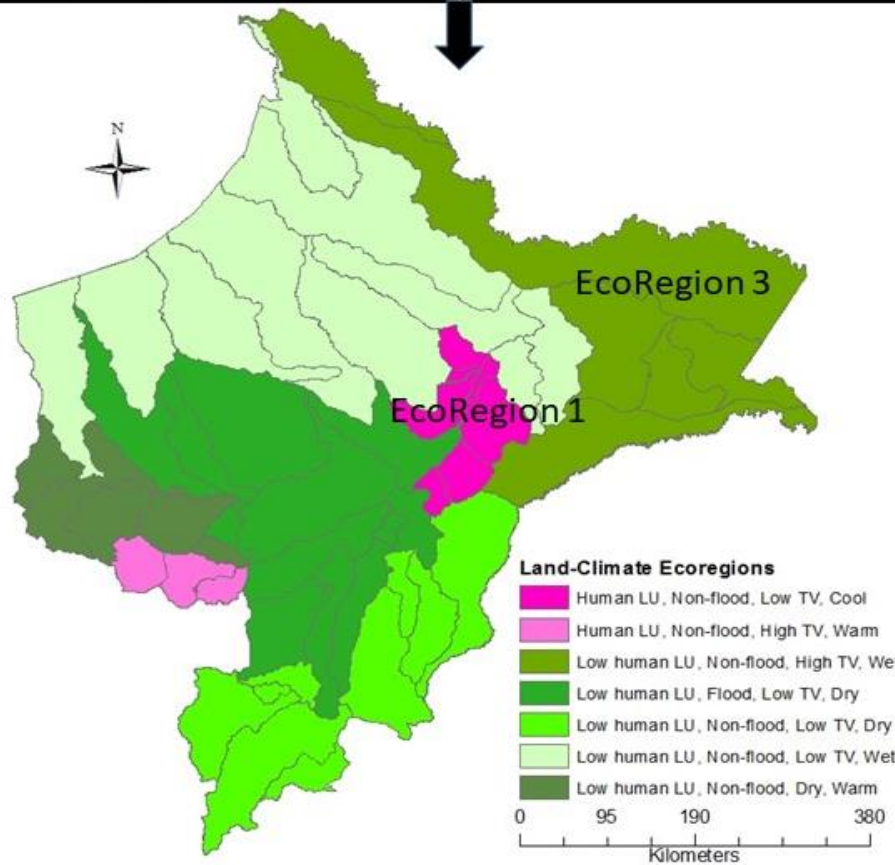 N
EcoRegion 3
EcoRegion 1
Land-Climate Ecoregions
Human LU, Non-flood, Low TV, Cool
Human LU, Non-flood, High TV, Warm
Low human LU, Non-flood, High TV, We
Low human LU, Flood, Low TV, Dry
Low human LU, Non-flood, Low TV, Dry
Low human LU, Non-flood, Low TV, Wet
Low human LU, Non-flood, Dry, Warm
0 95 190 380
Kilometers